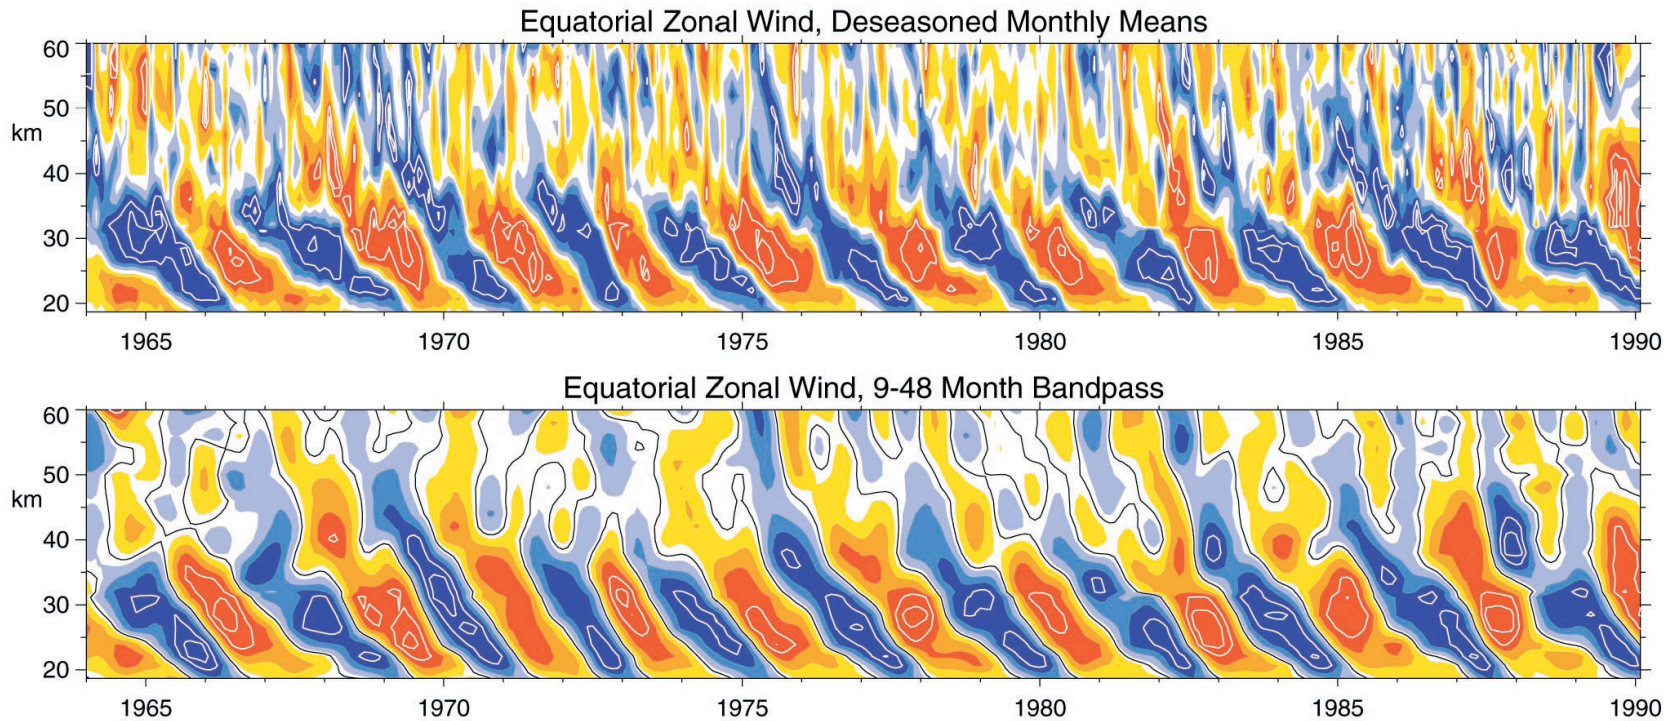 Equatorial Zonal Wind, Deseasoned Monthly Means
60
50
km
40
30
20
1965 1970 1975 1980 1985 1990
Equatorial Zonal Wind, 9-48 Month Bandpass
60
50
km
40
30
20
1965 1970 1975 1980 1985 1990